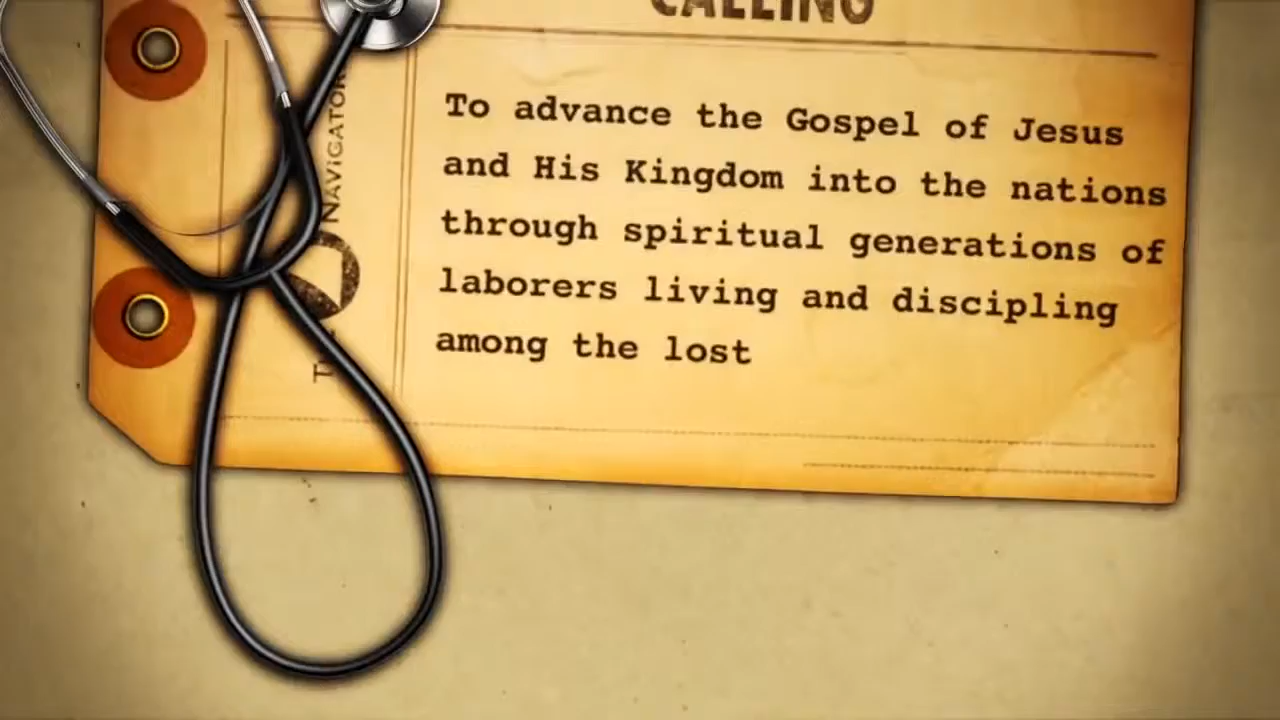 CALLING
To advance the Gospel of Jesus
and His Kingdom into the nations
through spiritual generations of
laborers living and discipling
among the lost
NAVIGATOR